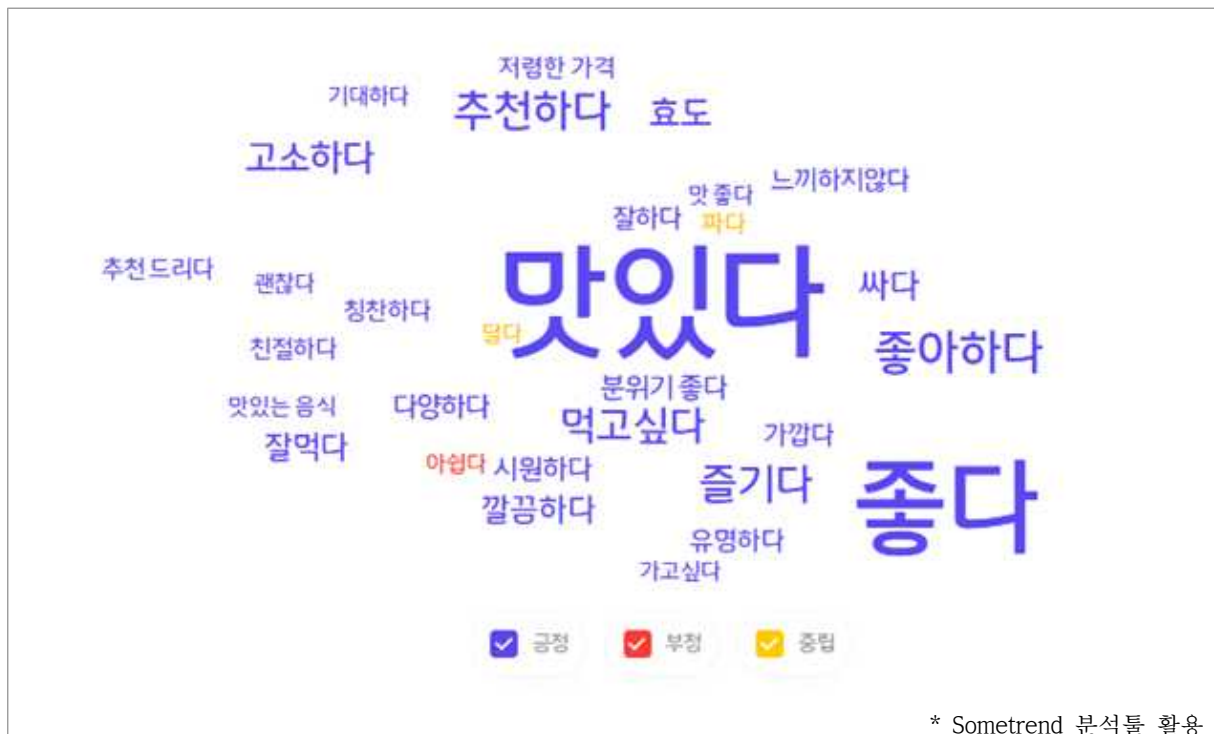 저령한 가격
기대하다
추천하다 효도
고소하다
느끼하지않다
맛 좋다
잘하다 파다
맛있다
추천 드리다
괜찮다
싸다
칭찬하다
달다
친절하다
좋아하다
분위기 좋다
맛있는 음식
다양하다
먹고싶다
가깝다
잘먹다
아쉽다 시원하다
즐기다
좋다
깔끔하다
유명하다
가고싶다
긍정 부정 중립
* Sometrend 분석툴 활용